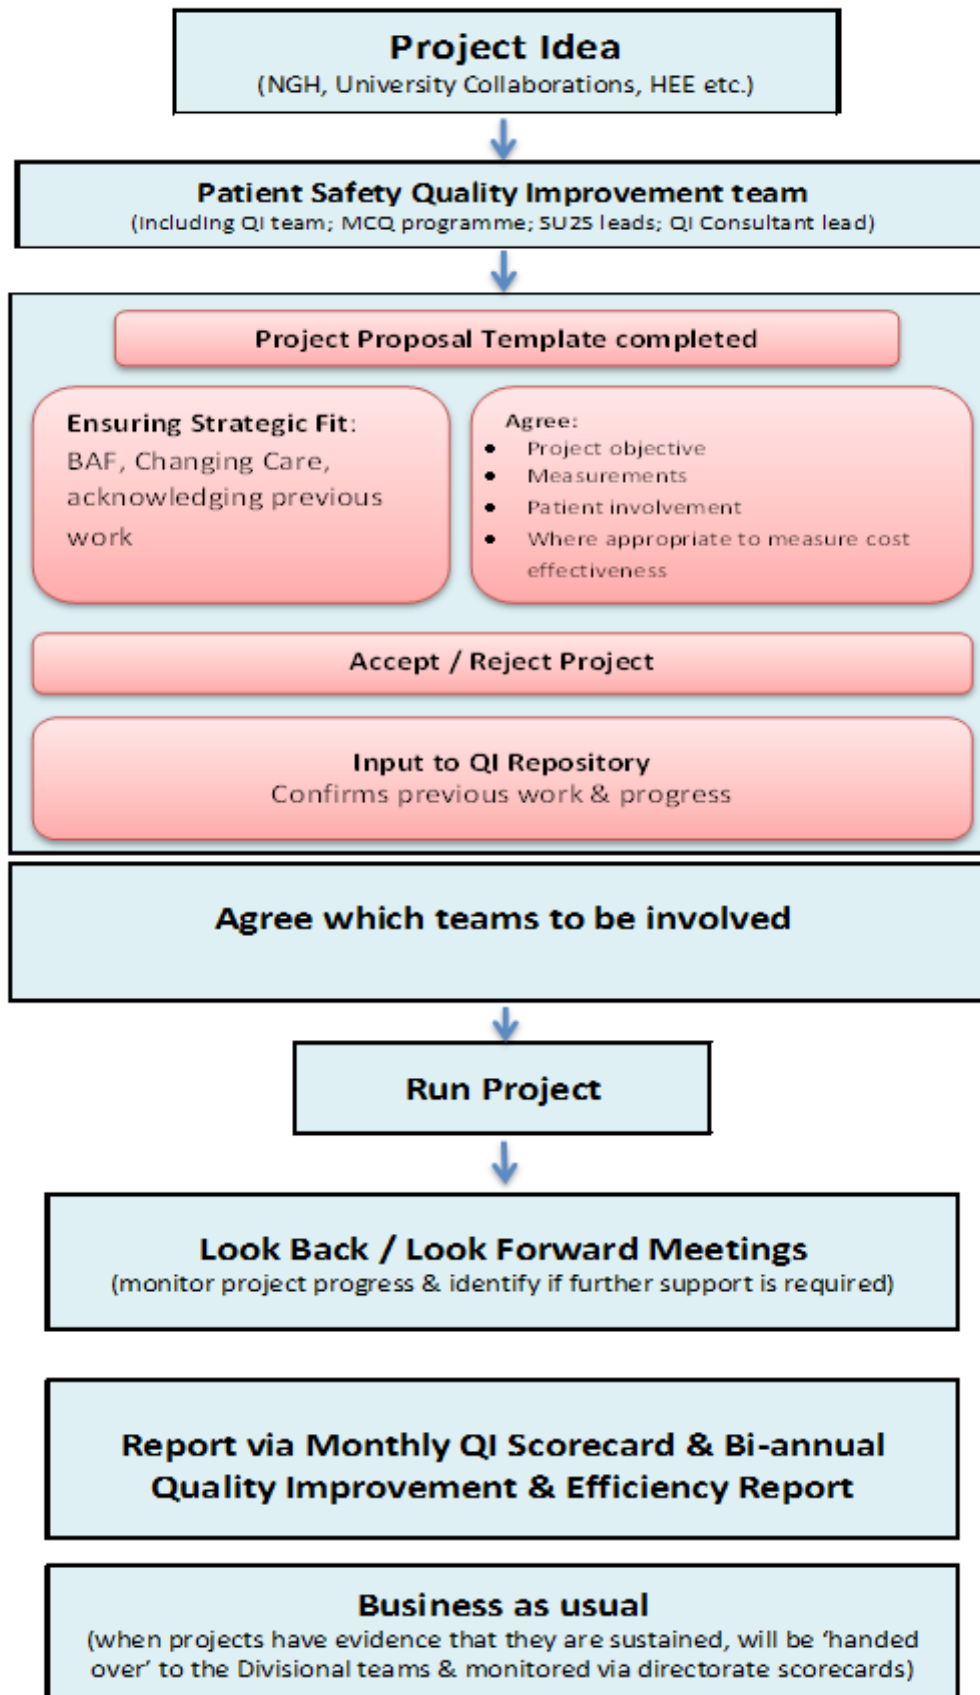 Project Idea
(NGH, University Collaborations, HEE etc.)
Patient Safety Quality Improvement team
(Including QI team; MCQ programme; SU2S leads; QI Consultant lead)
Project Proposal Template completed
Ensuring Strategic Fit:
BAF, Changing Care,
acknowledging previous
work
Agree:
• Project objective
• Measurements
• Patient involvement
• Where appropriate to measure cost
effectiveness
Accept / Reject Project
Input to QI Repository
Confirms previous work & progress
Agree which teams to be involved
Run Project
Look Back / Look Forward Meetings
(monitor project progress & identify if further support is required)
Report via Monthly QI Scorecard & Bi-annual
Quality Improvement & Efficiency Report
Business as usual
(when projects have evidence that they are sustained, will be ‘handed
over’ to the Divisional teams & monitored via directorate scorecards)